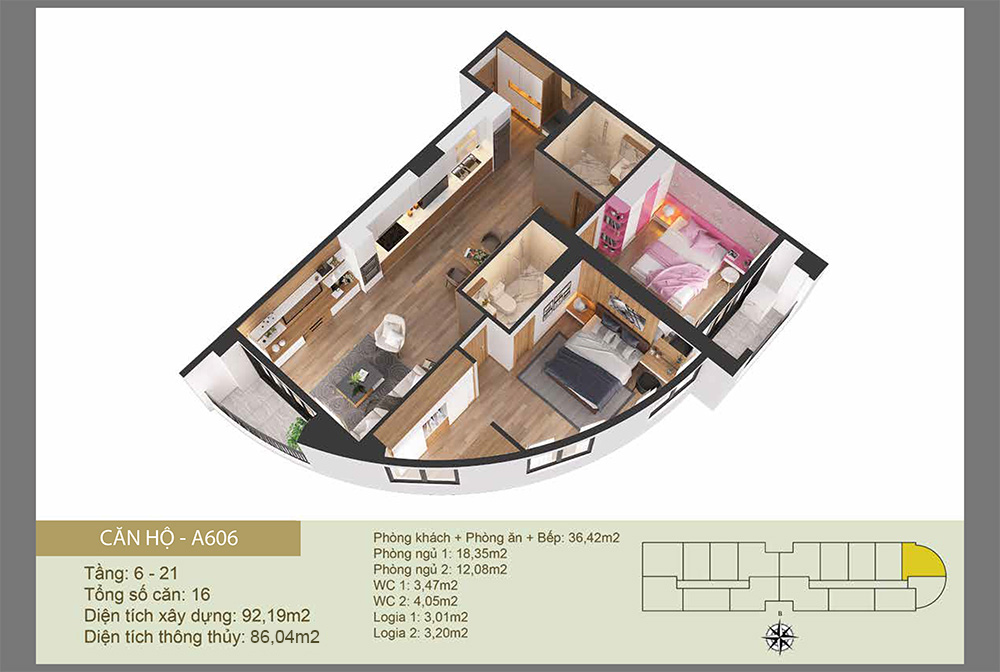 CĂN HỘ - A606
Tầng: 6 - 21
Tổng số căn: 16
Diện tích xây dựng: 92,19m2
Diện tích thông thủy: 86,04m2
Phòng khách + Phòng ăn + Bếp: 36,42m2
Phòng ngủ 1: 18,35m2
Phòng ngủ 2: 12,08m2
WC 1: 3,47m2
WC 2: 4,05m2
Logia 1: 3,01m2
Logia 2: 3,20m2
B